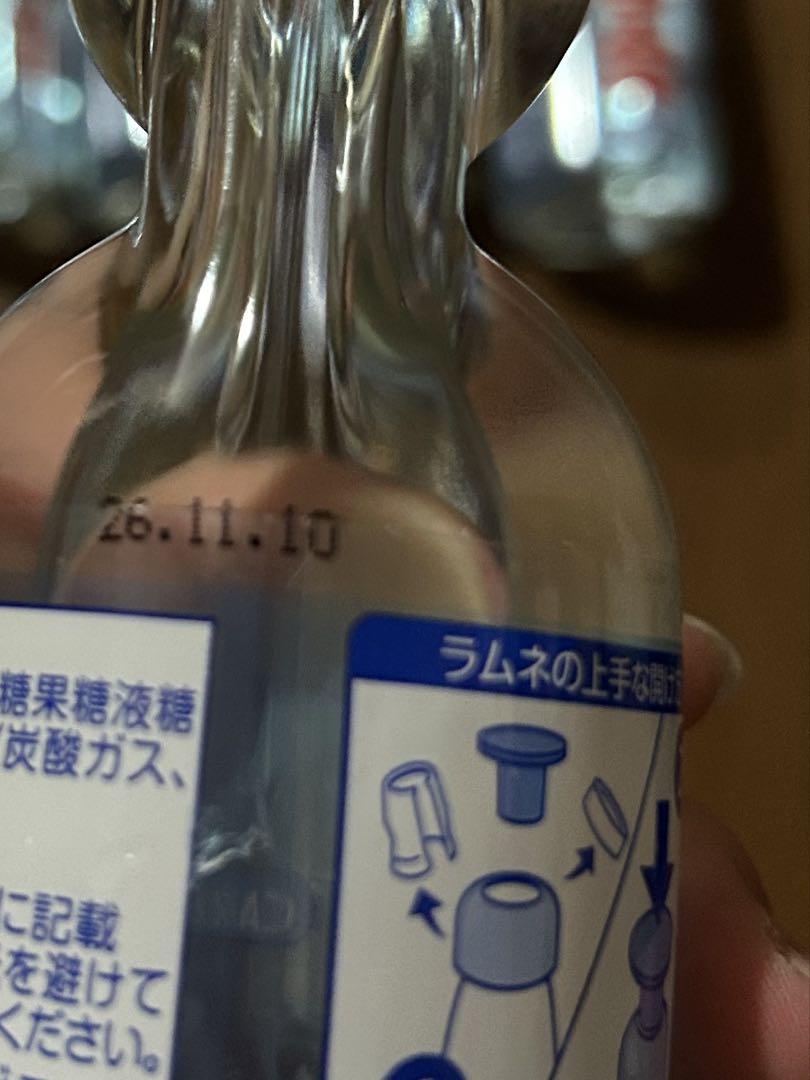 26.11.10
糖果糖液糖
炭酸ガス、
に記載
を避けて
ください。
ラムネの上手な開け